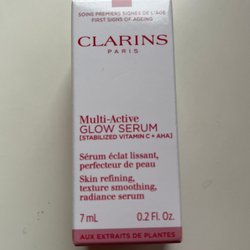 SOINS PREMIERS SIGNES DE L'ÂGE
FIRST SIGNS OF AGEING
CLARINS
PARIS
Multi-Active
GLOW SERUM
[STABILIZED VITAMIN C + AHA]
Sérum éclat lissant,
perfecteur de peau
Skin refining,
texture smoothing,
radiance serum
7 mL 0.2 Fl. Oz.
AUX EXTRAITS DE PLANTES